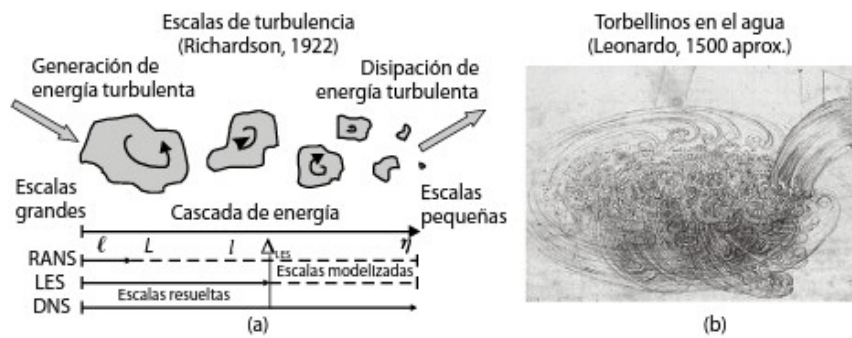 Escalas de turbulencia
(Richardson, 1922)
Generación de
energía turbulenta
Disipación de
energía turbulenta
Escalas
grandes
Cascada de energía
Escalas
pequeñas
ℓ L l Δ_LES η
RANS
Escalas modelizadas
LES
Escalas resueltas
DNS
(a)
Torbellinos en el agua
(Leonardo, 1500 aprox.)
(b)